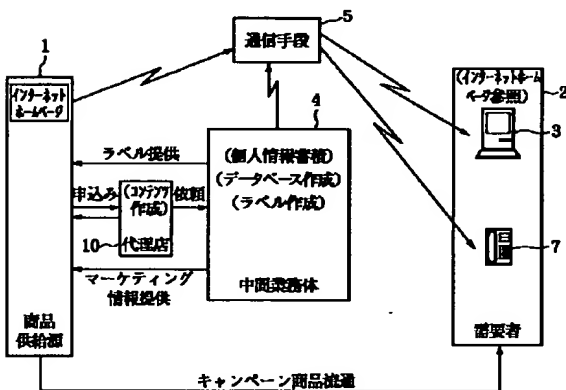 5
通信手段
1
インターネット
ホームページ
4
(インターネットホーム
ページ参照)
2
3
ラベル提供
(個人情報蓄積)
(データベース作成)
(ラベル作成)
申込み
(コンテンツ
作成)
依頼
10
代理店
7
マーケティング
情報提供
中間業務体
商品
供給源
需要者
キャンペーン商品流通